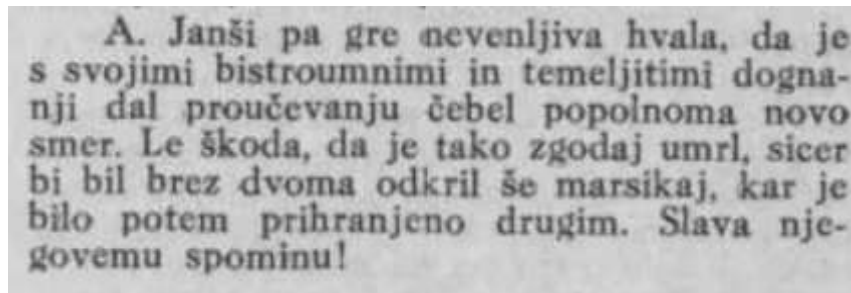 A. Janši pa gre nevenljiva hvala, da je
s svojimi bistroumnimi in temeljitimi dogna-
nji dal proučevanju čebel popolnoma novo
smer. Le škoda, da je tako zgodaj umrl, sicer
bi bil brez dvoma odkril še marsikaj, kar je
bilo potem prihranjeno drugim. Slava nje-
govemu spominu!